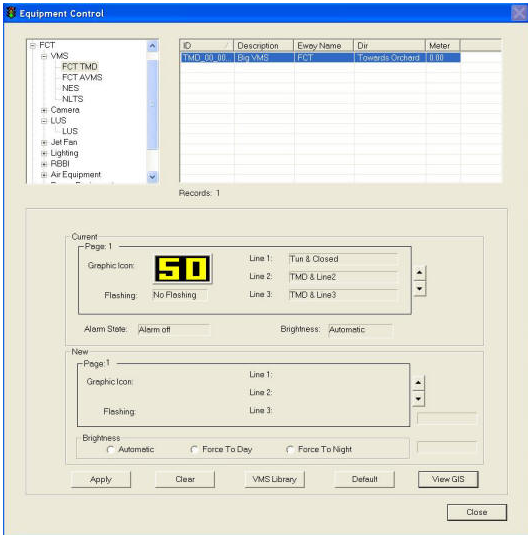 Equipment Control
FCT
VMS
FCT TMD
FCT AVMS
NES
NLTS
Camera
LUS
LUS
Jet Fan
Lighting
RBBI
Air Equipment
ID Description Eway Name Dir Meter
TMD_00_00... Big VMS FCT Towards Orchard 0.00
Records: 1
Current
Page: 1
Graphic Icon: 50 Line 1: Tun & Closed
Line 2: TMD & Line2
Flashing: No Flashing Line 3: TMD & Line3
Alarm State: Alarm off Brightness: Automatic
New
Page: 1
Graphic Icon: Line 1:
Line 2:
Flashing: Line 3:
Brightness
Automatic Force To Day Force To Night
Apply Clear VMS Library Default View GIS
Close